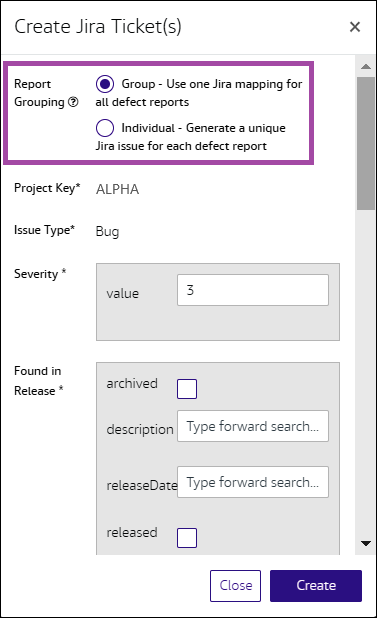 Create Jira Ticket(s) ×
Report Grouping ?
Group - Use one Jira mapping for
all defect reports
Individual - Generate a unique
Jira issue for each defect report
Project Key* ALPHA
Issue Type* Bug
Severity *
value 3
Found in
Release *
archived
description Type forward search...
releaseDate Type forward search...
released
Close Create